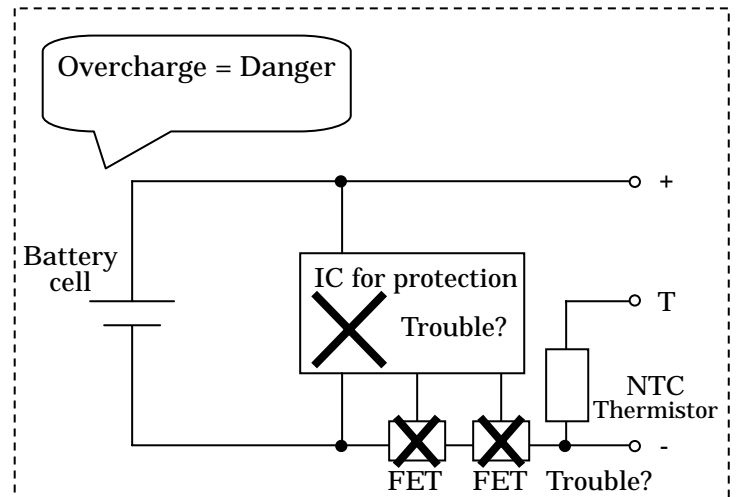 Overcharge = Danger
+
Battery
cell
IC for protection
Trouble?
T
NTC
Thermistor
-
FET
FET
Trouble?